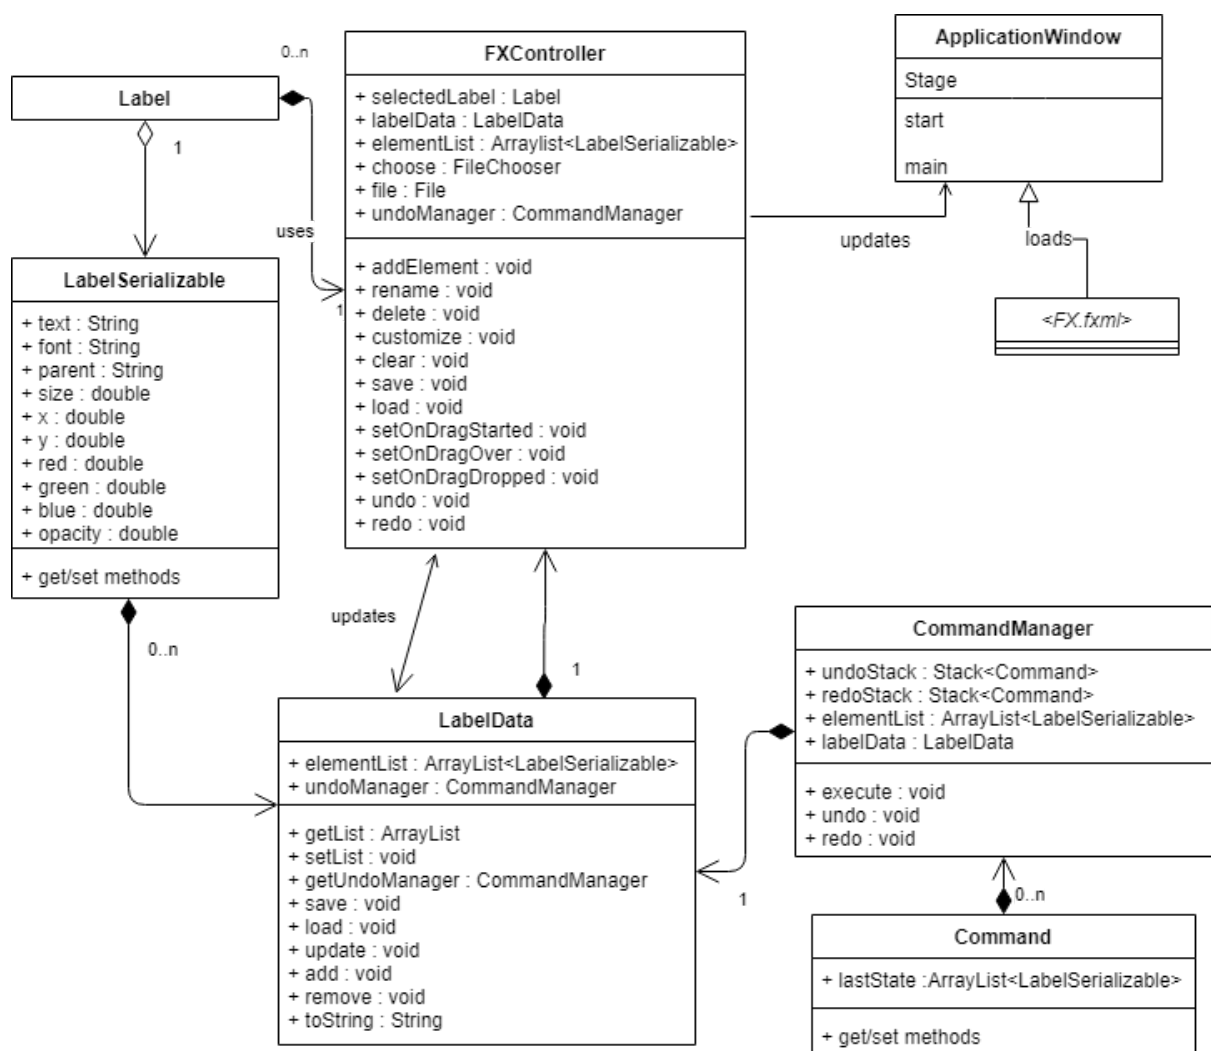 0..n
FXController
+ selectedLabel : Label
+ labelData : LabelData
+ elementList : Arraylist<LabelSerializable>
+ choose : FileChooser
+ file : File
+ undoManager : CommandManager
+ addElement : void
+ rename : void
+ delete : void
+ customize : void
+ clear : void
+ save : void
+ load : void
+ setOnDragStarted : void
+ setOnDragOver : void
+ setOnDragDropped : void
+ undo : void
+ redo : void
ApplicationWindow
Stage
start
main
Label
1
uses
1
updates
loads
<FX.fxml>
LabelSerializable
+ text : String
+ font : String
+ parent : String
+ size : double
+ x : double
+ y : double
+ red : double
+ green : double
+ blue : double
+ opacity : double
+ get/set methods
0..n
updates
1
LabelData
+ elementList : ArrayList<LabelSerializable>
+ undoManager : CommandManager
+ getList : ArrayList
+ setList : void
+ getUndoManager : CommandManager
+ save : void
+ load : void
+ update : void
+ add : void
+ remove : void
+ toString : String
CommandManager
+ undoStack : Stack<Command>
+ redoStack : Stack<Command>
+ elementList : ArrayList<LabelSerializable>
+ labelData : LabelData
+ execute : void
+ undo : void
+ redo : void
1
0..n
Command
+ lastState :ArrayList<LabelSerializable>
+ get/set methods